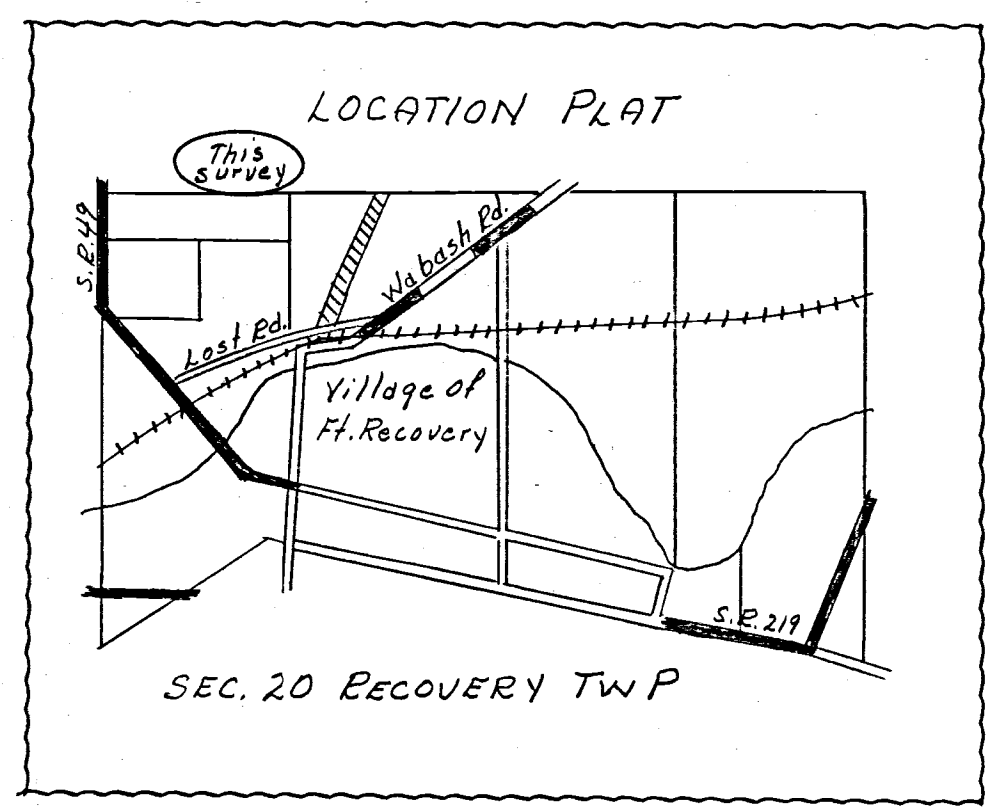 LOCATION PLAT
This
survey
S.R.49
Wabash Rd.
Lost Rd.
Village of
Ft. Recovery
S.R. 219
SEC. 20 RECOVERY TWP